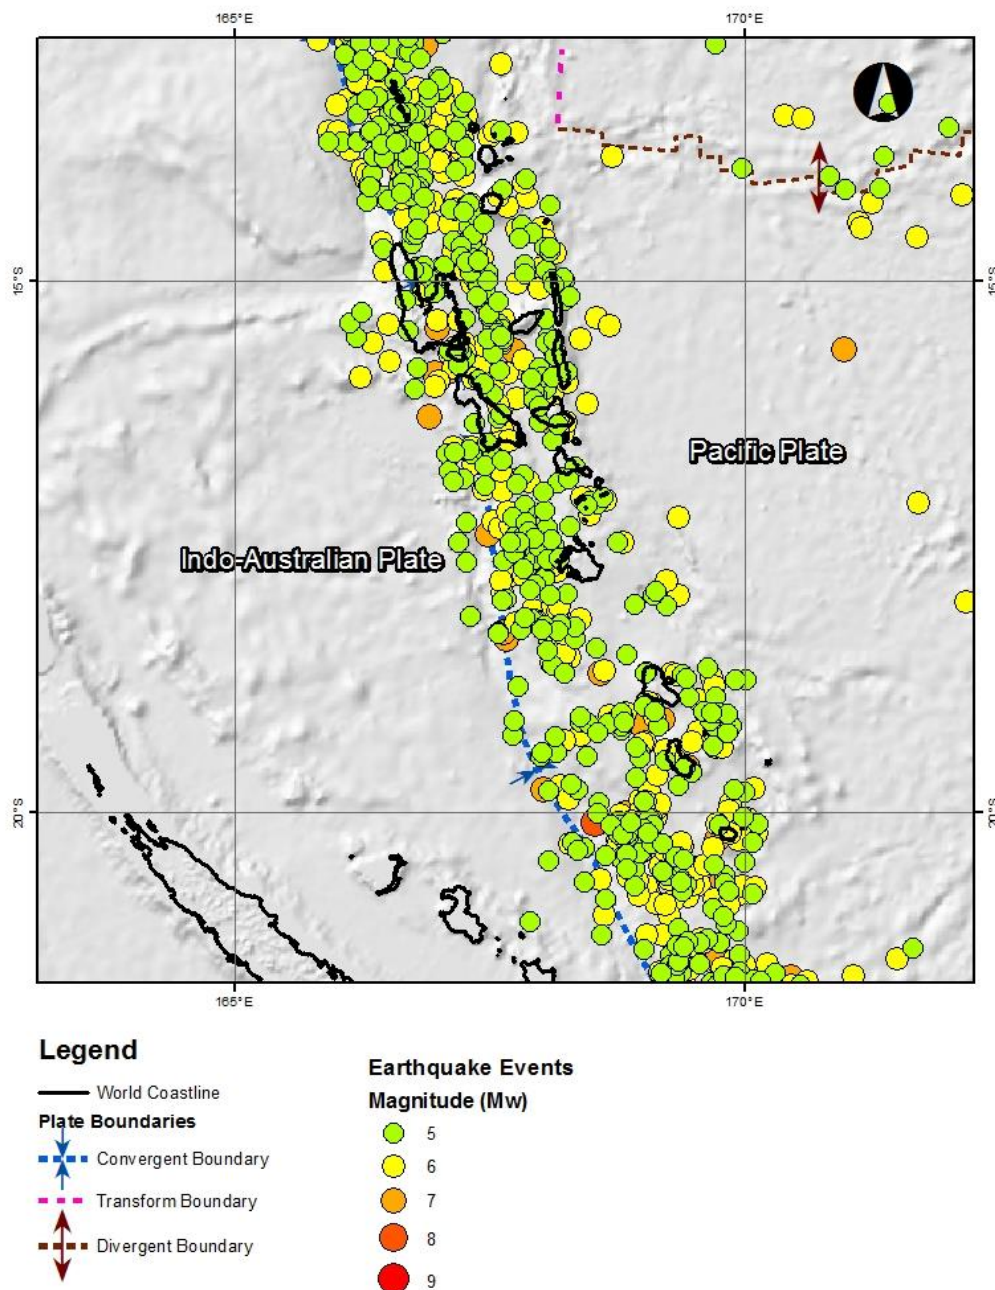 165°E 170°E
15°S 15°S
Pacific Plate
Indo-Australian Plate
20°S 20°S
165°E 170°E
Legend
World Coastline
Plate Boundaries
Convergent Boundary
Transform Boundary
Divergent Boundary
Earthquake Events
Magnitude (Mw)
5
6
7
8
9